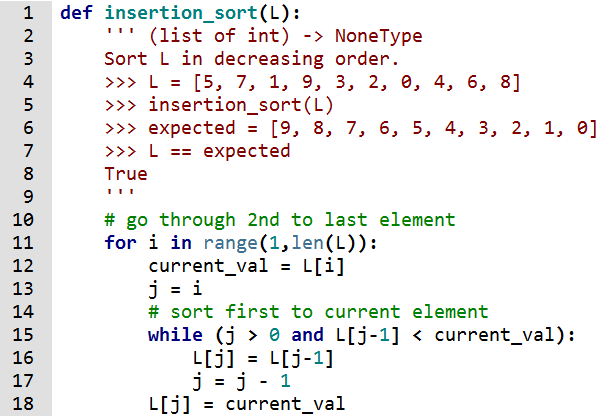 1 def insertion_sort(L):
2     ''' (list of int) -> NoneType
3     Sort L in decreasing order.
4     >>> L = [5, 7, 1, 9, 3, 2, 0, 4, 6, 8]
5     >>> insertion_sort(L)
6     >>> expected = [9, 8, 7, 6, 5, 4, 3, 2, 1, 0]
7     >>> L == expected
8     True
9     '''
10     # go through 2nd to last element
11     for i in range(1,len(L)):
12         current_val = L[i]
13         j = i
14         # sort first to current element
15         while (j > 0 and L[j-1] < current_val):
16             L[j] = L[j-1]
17             j = j - 1
18         L[j] = current_val